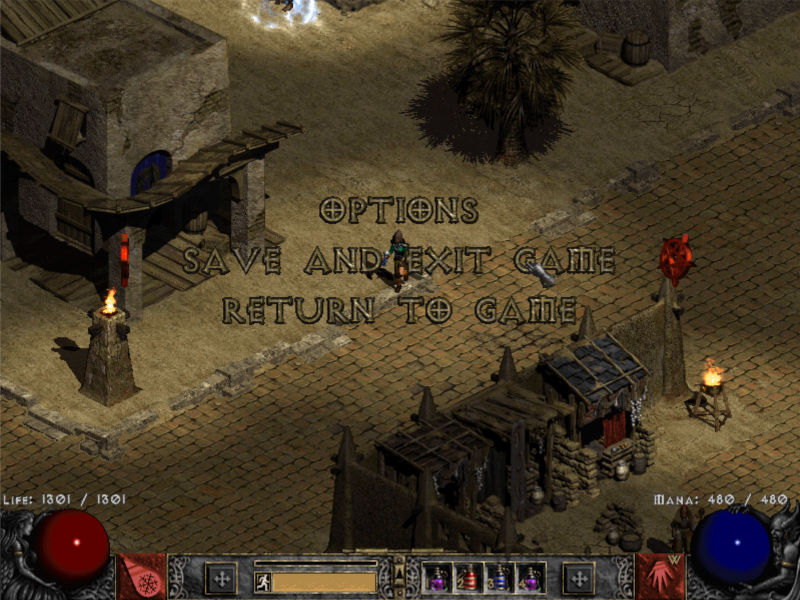 OPTIONS
SAVE AND EXIT GAME
RETURN TO GAME
LIFE: 1301 / 1301
MANA: 480 / 480
W